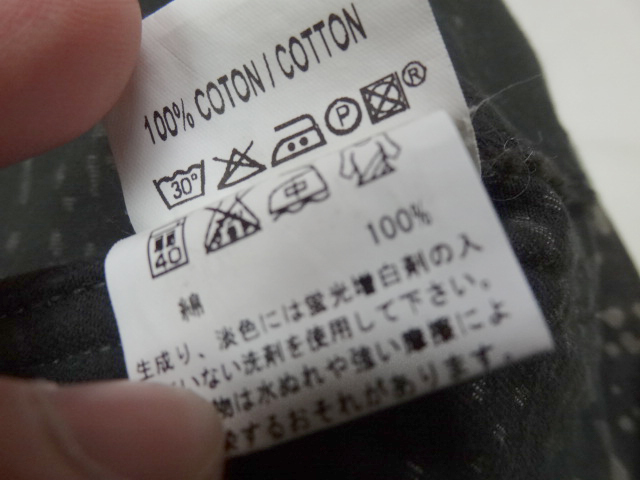 100% COTON / COTTON
30° P ®
40 中
綿 100%
生成り、淡色には蛍光増白剤の入
いない洗剤を使用して下さい。
物は水ぬれや強い摩擦によ
するおそれがあります。